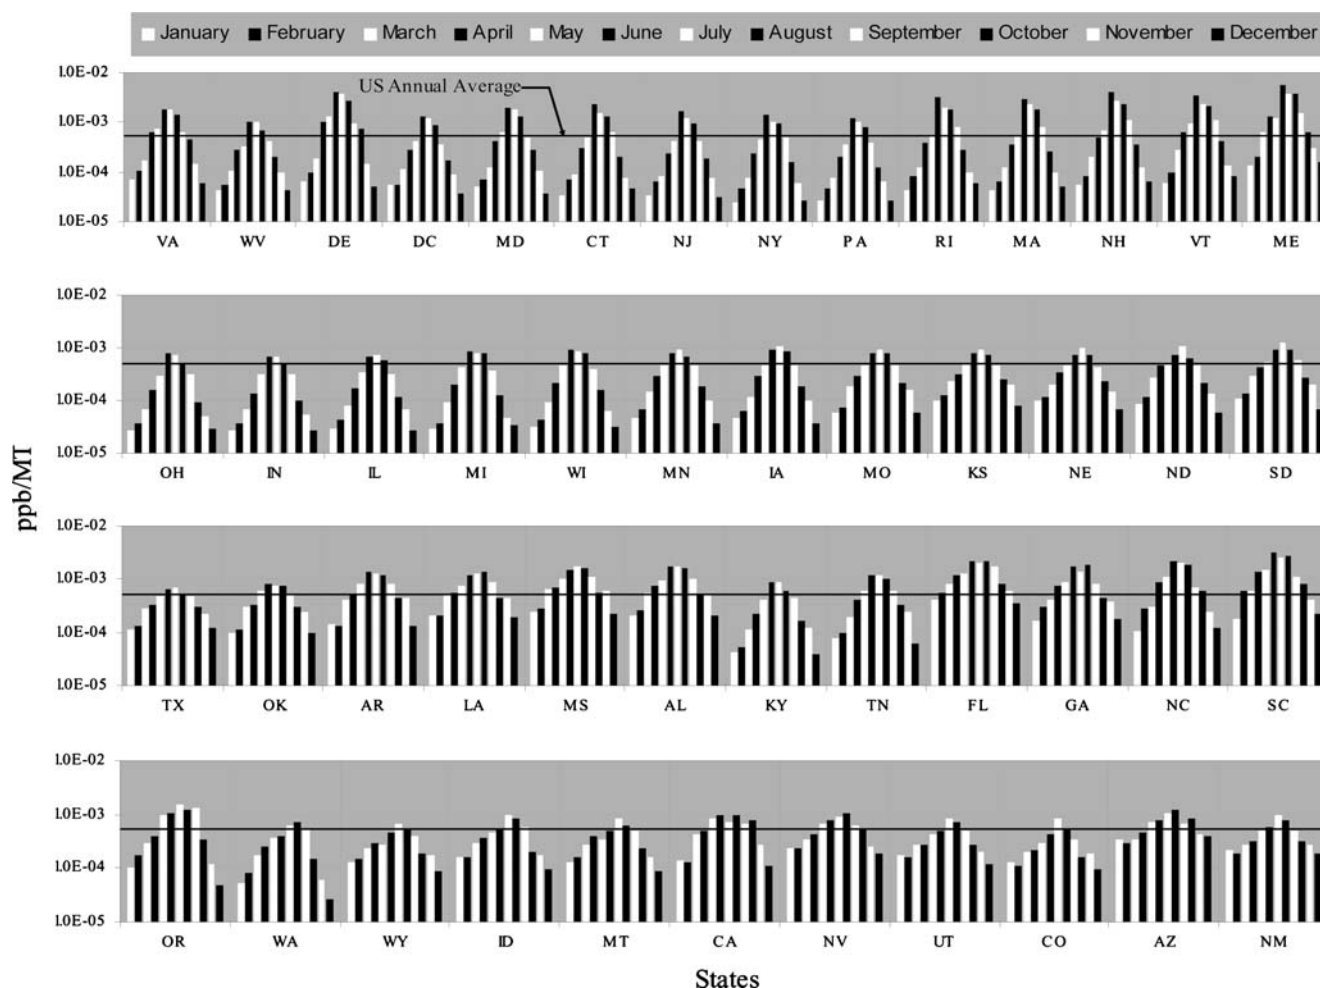 January February March April May June July August September October November December
1.0E-02
US Annual Average
1.0E-03
1.0E-04
1.0E-05
VA WV DE DC MD CT NJ NY PA RI MA NH VT ME
1.0E-02
1.0E-03
1.0E-04
1.0E-05
OH IN IL MI WI MN IA MO KS NE ND SD
ppb/MT
1.0E-02
1.0E-03
1.0E-04
1.0E-05
TX OK AR LA MS AL KY TN FL GA NC SC
1.0E-02
1.0E-03
1.0E-04
1.0E-05
OR WA WY ID MT CA NV UT CO AZ NM
States